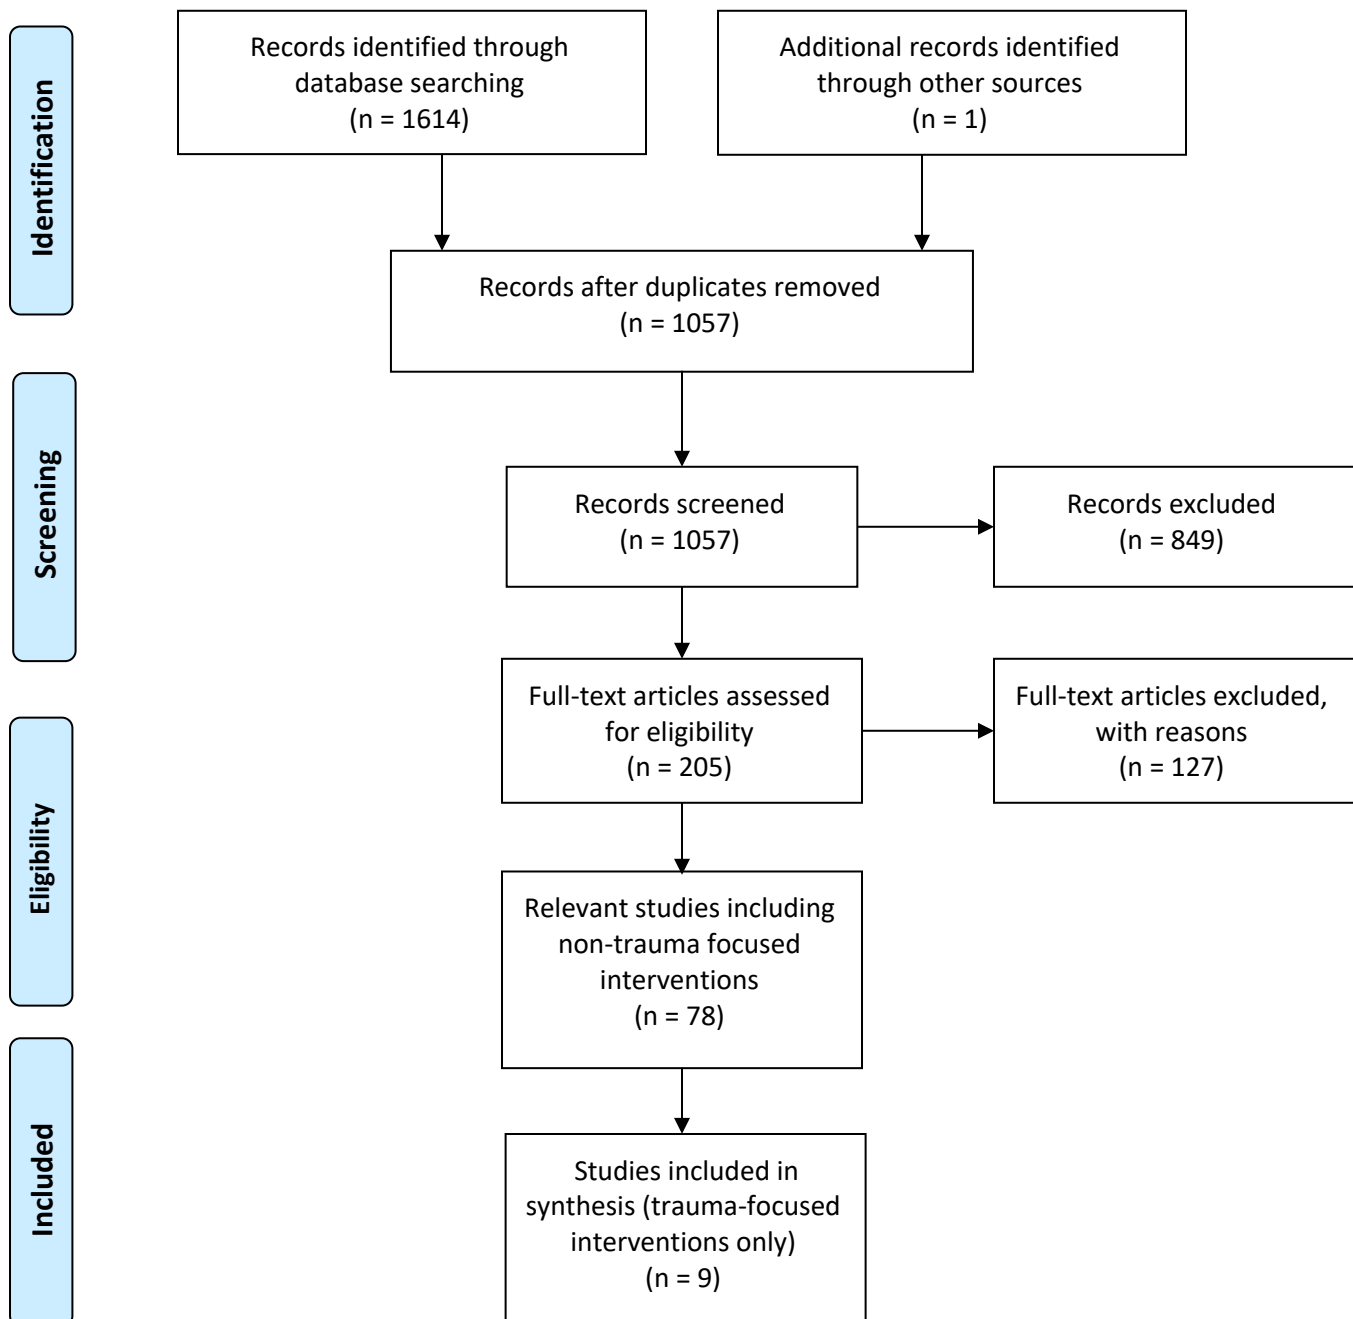 Identification
Records identified through
database searching
(n = 1614)
Additional records identified
through other sources
(n = 1)
Records after duplicates removed
(n = 1057)
Screening
Records screened
(n = 1057)
Records excluded
(n = 849)
Full-text articles assessed
for eligibility
(n = 205)
Full-text articles excluded,
with reasons
(n = 127)
Eligibility
Relevant studies including
non-trauma focused
interventions
(n = 78)
Included
Studies included in
synthesis (trauma-focused
interventions only)
(n = 9)